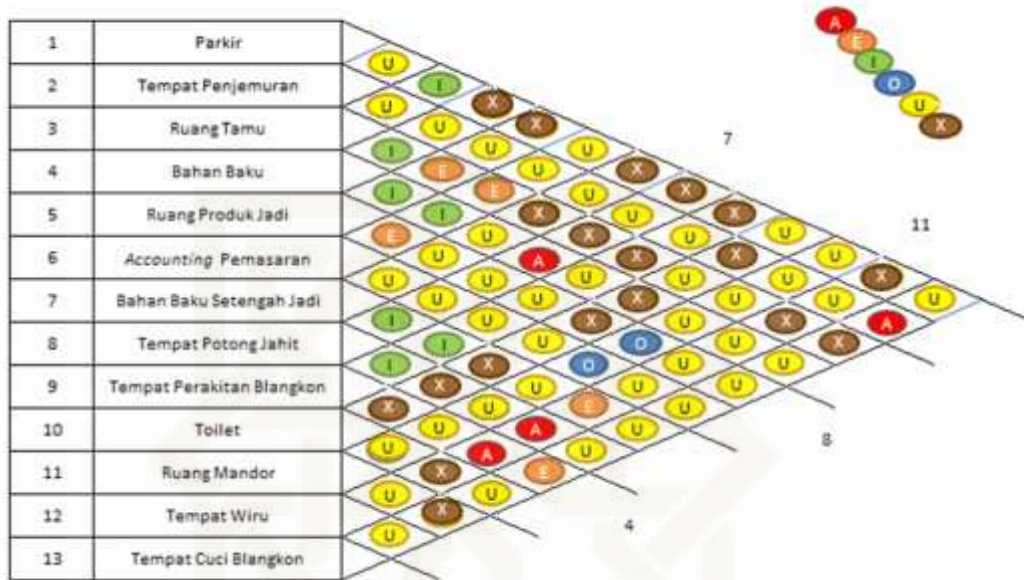 A
E
1 Parkir
U I
2 Tempat Penjemuran I O
U X U
3 Ruang Tamu U X X
7
I U U
4 Bahan Baku E U X
I E U X
5 Ruang Produk Jadi I X U X
11
E U X U U
6 Accounting Pemasaran U A X X U
U U U X
7 Bahan Baku Setengah Jadi U U X U U U
I U X U X A
8 Tempat Potong Jahit I U O U X
I X O U U
9 Tempat Perakitan Blangkon X U U U
X U E U
10 Toilet U A U 8
U A U
11 Ruang Mandor X E
U U
12 Tempat Wiru X 4
U
13 Tempat Cuci Blangkon